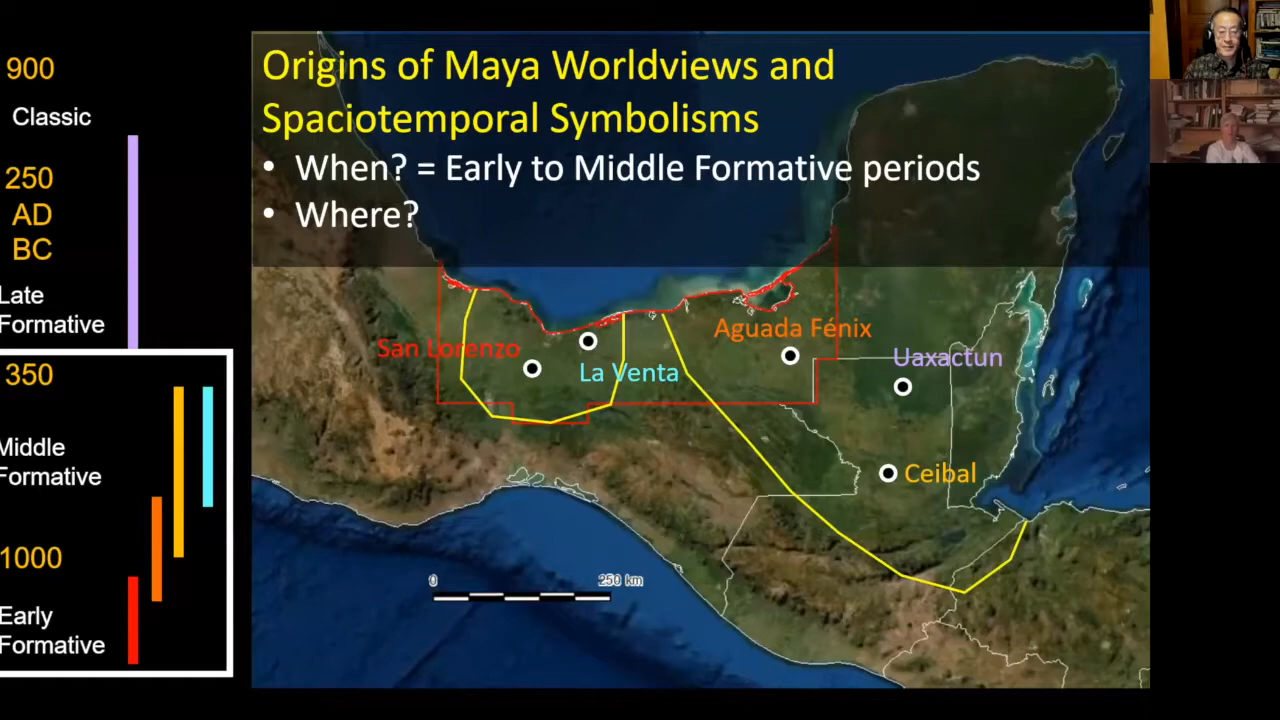 Origins of Maya Worldviews and
Spaciotemporal Symbolisms
• When? = Early to Middle Formative periods
• Where?
900
Classic
250
AD
BC
Late
Formative
350
Middle
Formative
1000
Early
Formative
San Lorenzo
La Venta
Aguada Fénix
Uaxactun
Ceibal
0 250 km